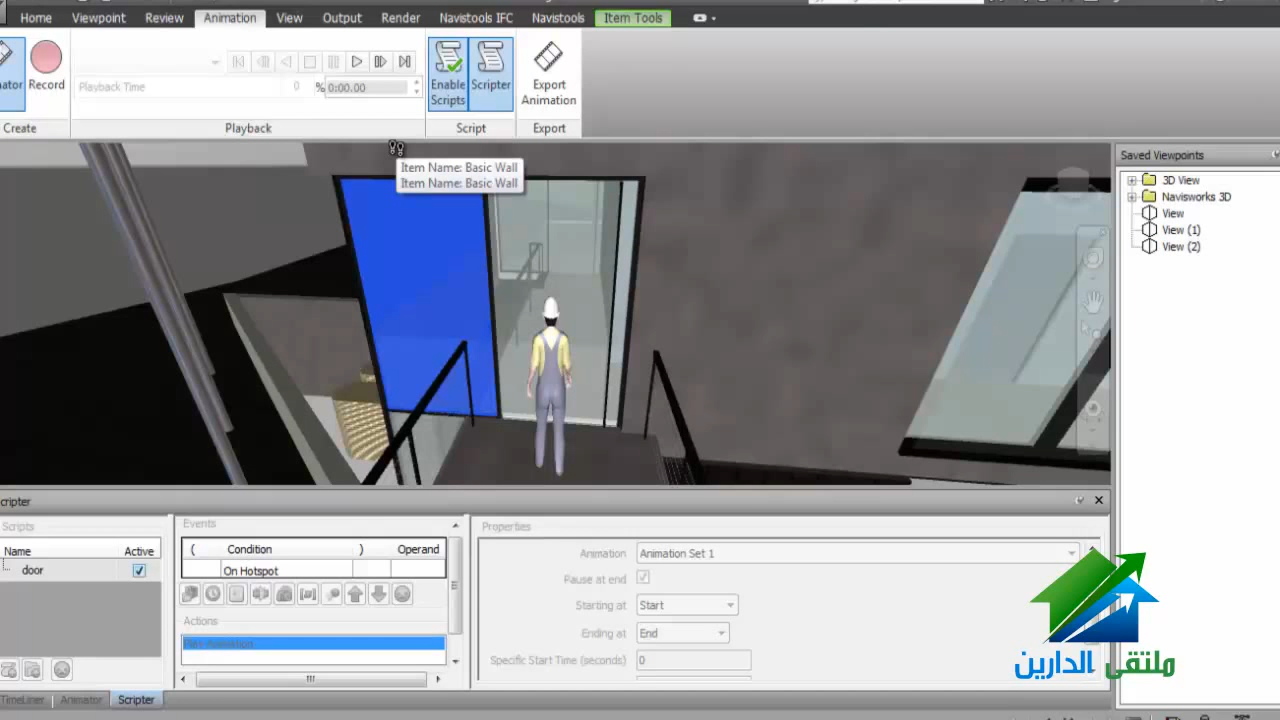 Home Viewpoint Review Animation View Output Render Navistools IFC Navistools Item Tools
ator Record
Playback Time 0 % 0:00.00
Enable Scripts Scripter
Export Animation
Create Playback Script Export
Item Name: Basic Wall
Item Name: Basic Wall
Saved Viewpoints
3D View
Navisworks 3D
View
View (1)
View (2)
cripter
Scripts
Name Active
door
Events
( Condition ) Operand
On Hotspot
Actions
Play Animation
Properties
Animation Animation Set 1
Pause at end
Starting at Start
Ending at End
Specific Start Time (seconds) 0
TimeLiner Animator Scripter
ملتقى الدارين